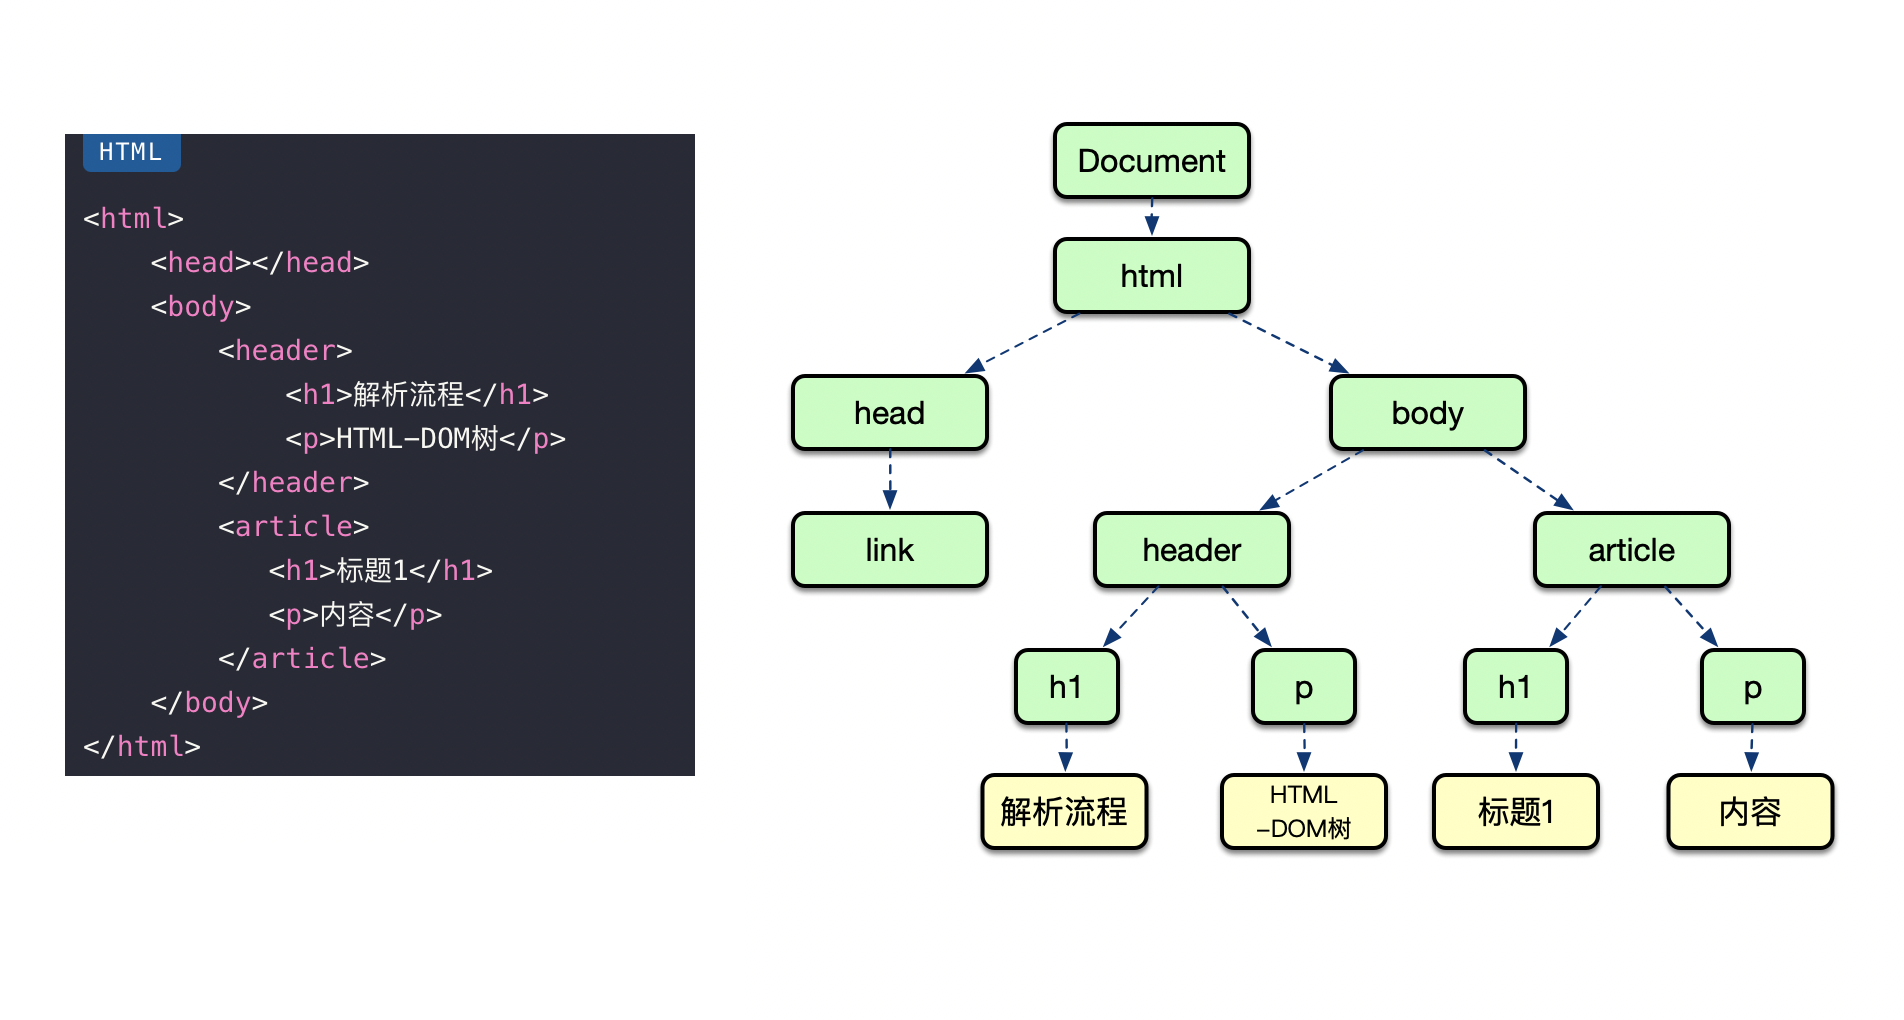 HTML
<html>
<head></head>
<body>
<header>
<h1>解析流程</h1>
<p>HTML-DOM树</p>
</header>
<article>
<h1>标题1</h1>
<p>内容</p>
</article>
</body>
</html>
Document
html
head
body
link
header
article
h1
p
h1
p
解析流程
HTML
-DOM树
标题1
内容